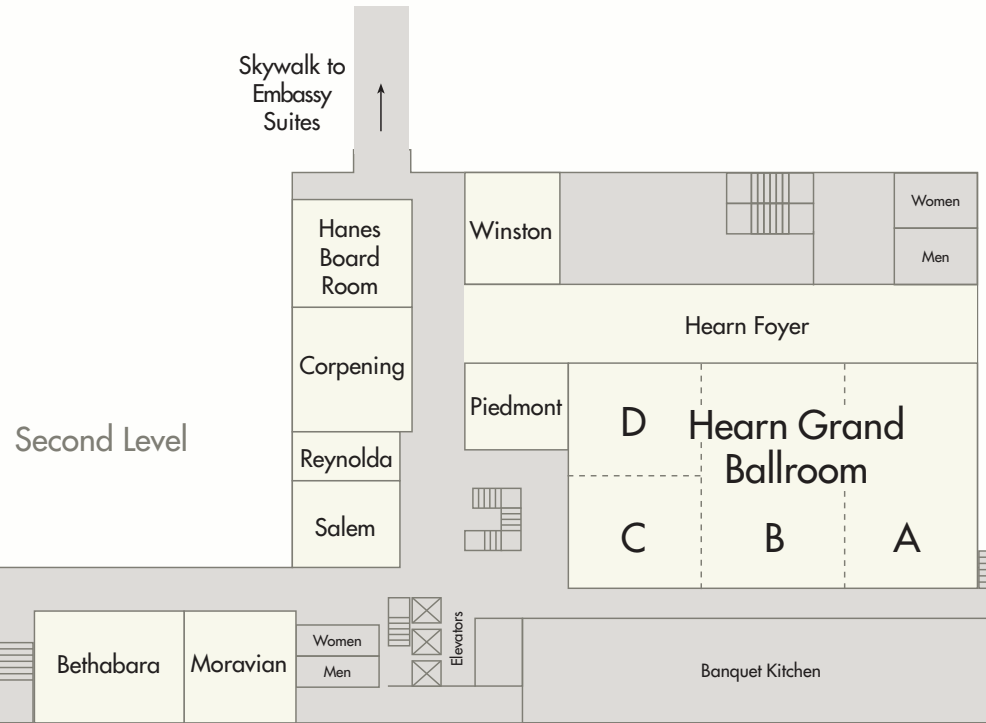 Skywalk to
Embassy
Suites
Hanes
Board
Room
Winston
Women
Men
Hearn Foyer
Corpening
Piedmont
D
Hearn Grand
Ballroom
Second Level
Reynolda
Salem
C
B
A
Women
Men
Elevators
Bethabara
Moravian
Banquet Kitchen